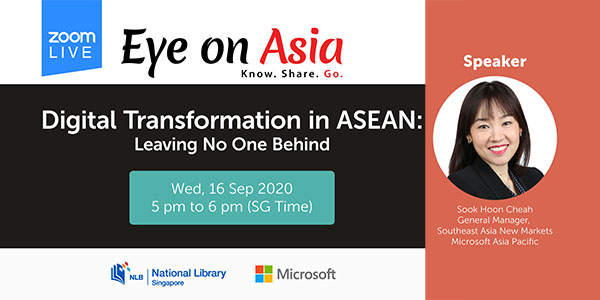 zoom
LIVE
Eye on Asia
Know. Share. Go.
Digital Transformation in ASEAN:
Leaving No One Behind
Wed, 16 Sep 2020
5 pm to 6 pm (SG Time)
NLB
National Library
Singapore
Microsoft
Speaker
Sook Hoon Cheah
General Manager,
Southeast Asia New Markets
Microsoft Asia Pacific